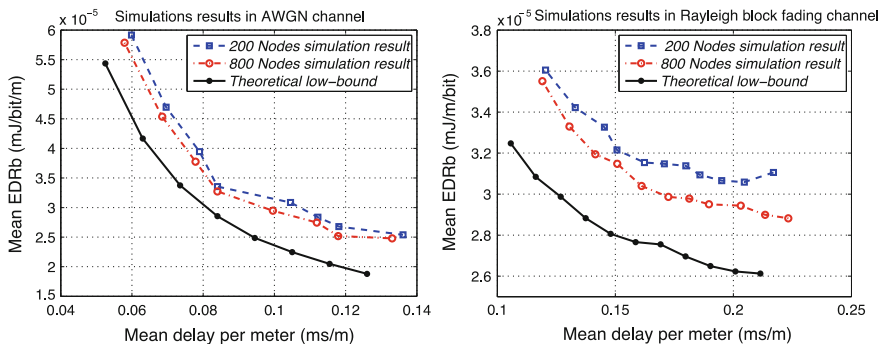 x 10⁻⁵ Simulations results in AWGN channel
6
5.5
5
4.5
4
3.5
3
2.5
2
1.5
0.04 0.06 0.08 0.1 0.12 0.14
Mean delay per meter (ms/m)
Mean EDRb (mJ/bit/m)
200 Nodes simulation result
800 Nodes simulation result
Theoretical low-bound
x 10⁻⁵ Simulations results in Rayleigh block fading channel
3.8
3.6
3.4
3.2
3
2.8
2.6
0.1 0.15 0.2 0.25
Mean delay per meter (ms/m)
Mean EDRb (mJ/m/bit)
200 Nodes simulation result
800 Nodes simulation result
Theoretical low-bound